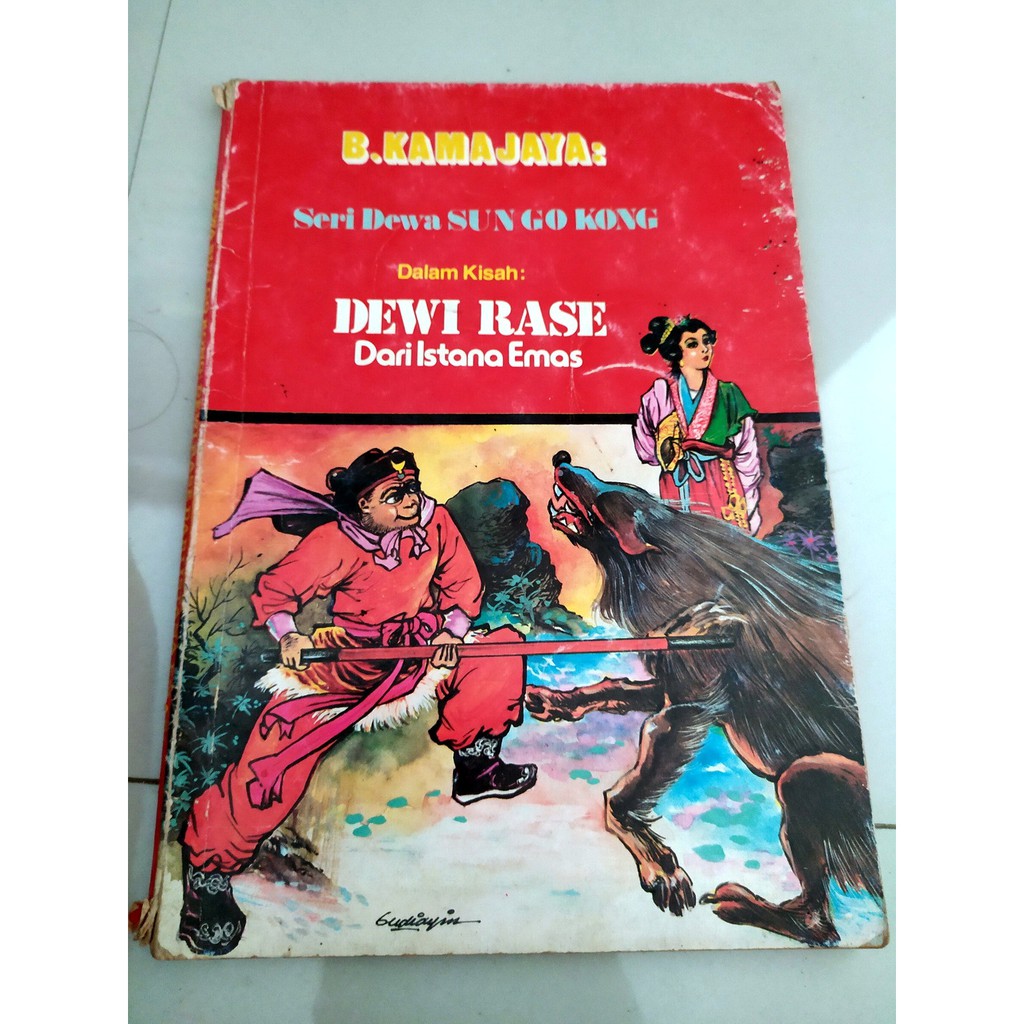 B.KAMAJAYA:
Seri Dewa SUN GO KONG
Dalam Kisah:
DEWI RASE
Dari Istana Emas